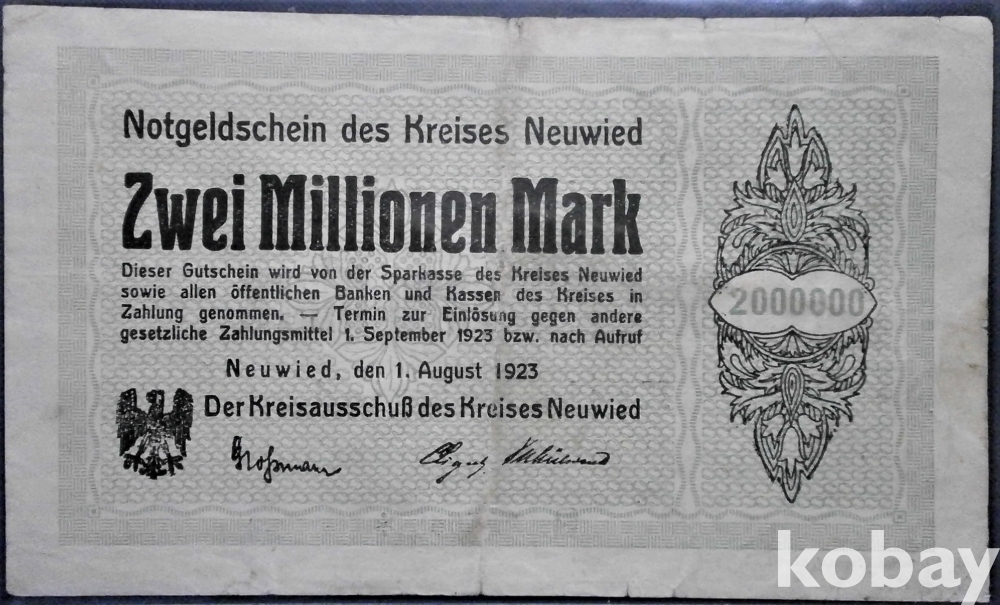 Notgeldschein des Kreises Neuwied
Zwei Millionen Mark
Dieser Gutschein wird von der Sparkasse des Kreises Neuwied
sowie allen öffentlichen Banken und Kassen des Kreises in
Zahlung genommen. — Termin zur Einlösung gegen andere
gesetzliche Zahlungsmittel 1. September 1923 bzw. nach Aufruf
Neuwied, den 1. August 1923
Der Kreisausschuß des Kreises Neuwied
Großmann
2000000
kobay